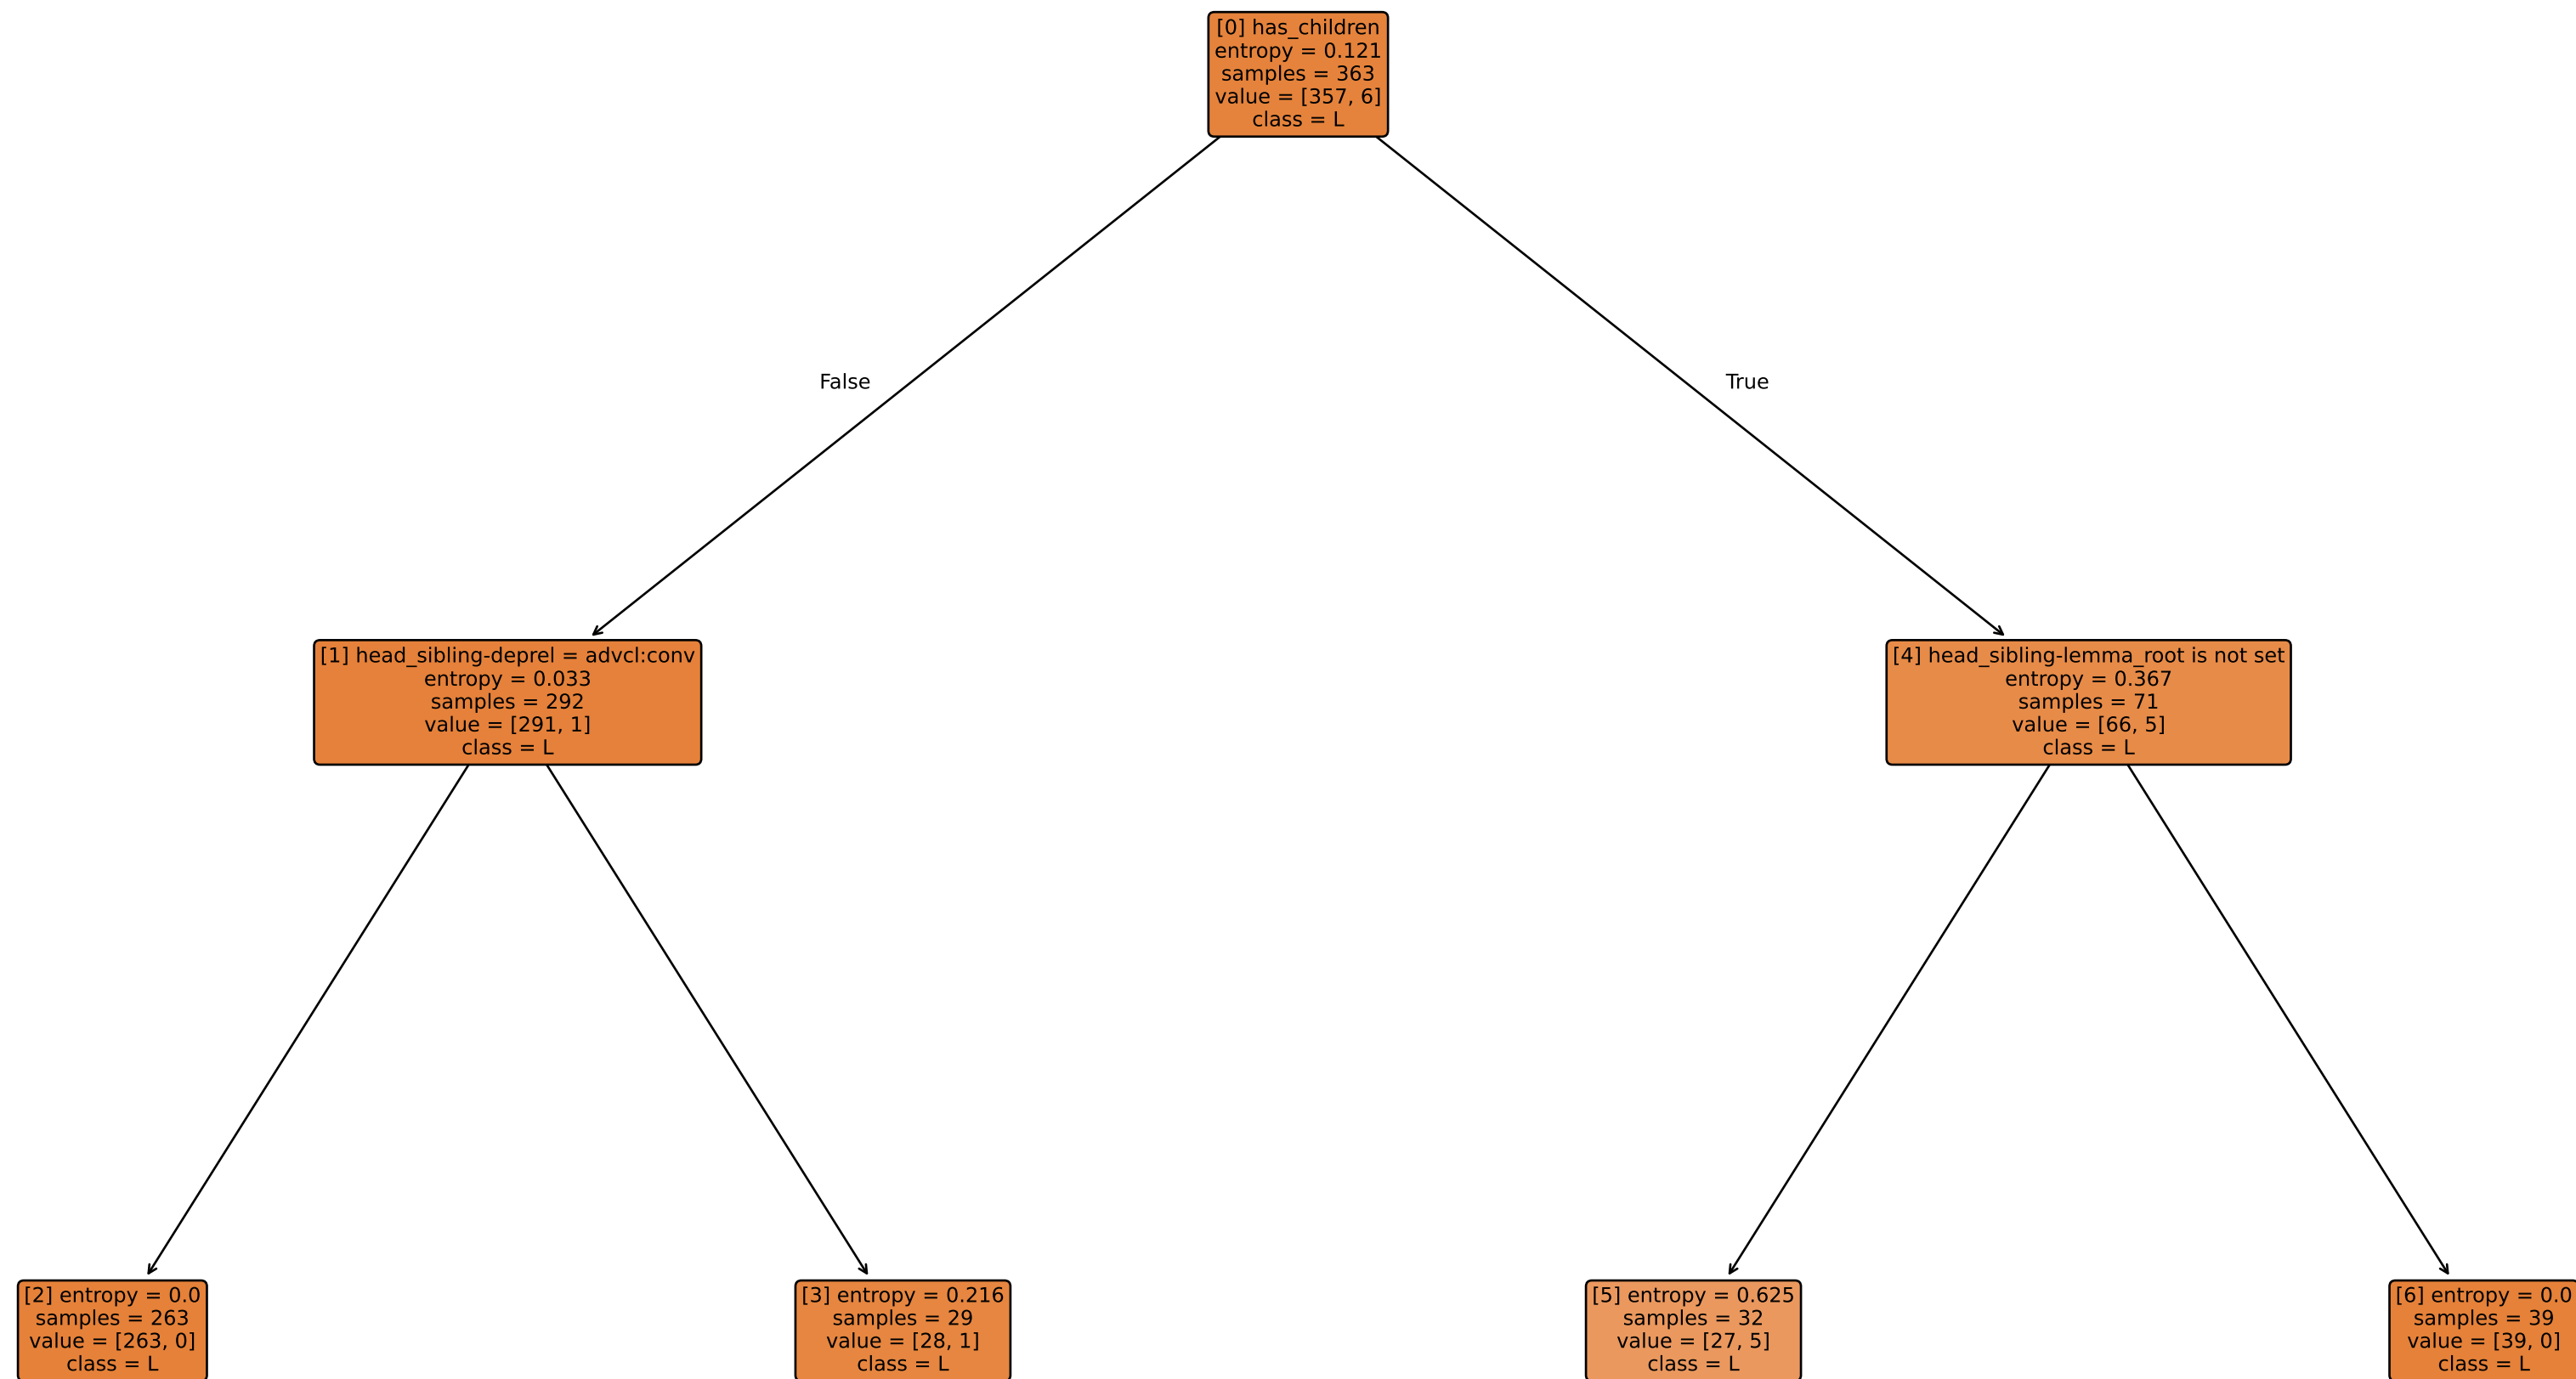 [0] has_children
entropy = 0.121
samples = 363
value = [357, 6]
class = L
False
True
[1] head_sibling-deprel = advcl:conv
entropy = 0.033
samples = 292
value = [291, 1]
class = L
[4] head_sibling-lemma_root is not set
entropy = 0.367
samples = 71
value = [66, 5]
class = L
[2] entropy = 0.0
samples = 263
value = [263, 0]
class = L
[3] entropy = 0.216
samples = 29
value = [28, 1]
class = L
[5] entropy = 0.625
samples = 32
value = [27, 5]
class = L
[6] entropy = 0.0
samples = 39
value = [39, 0]
class = L